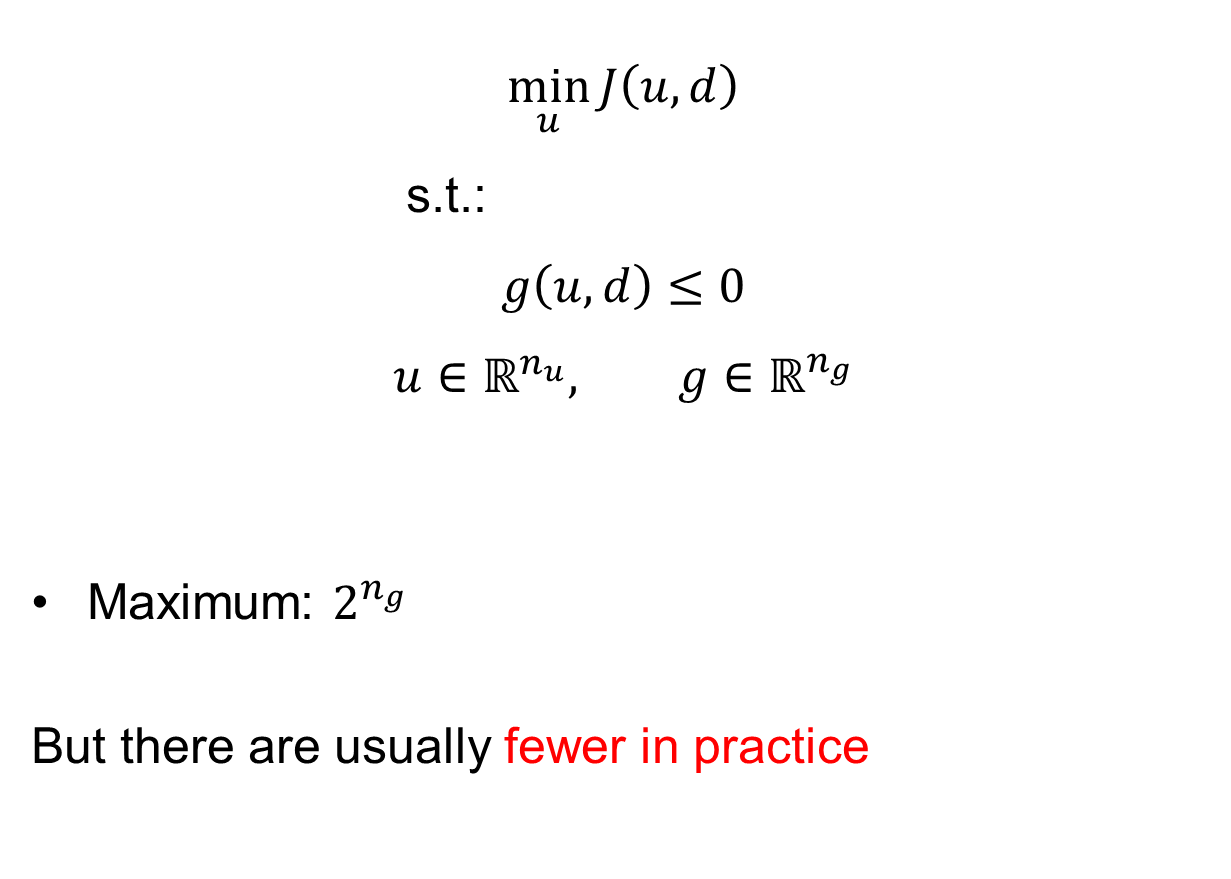 min J(u, d)
u
s.t.:
g(u, d) ≤ 0
u ∈ ℝ^{n_u},  g ∈ ℝ^{n_g}
• Maximum: 2^{n_g}
But there are usually fewer in practice